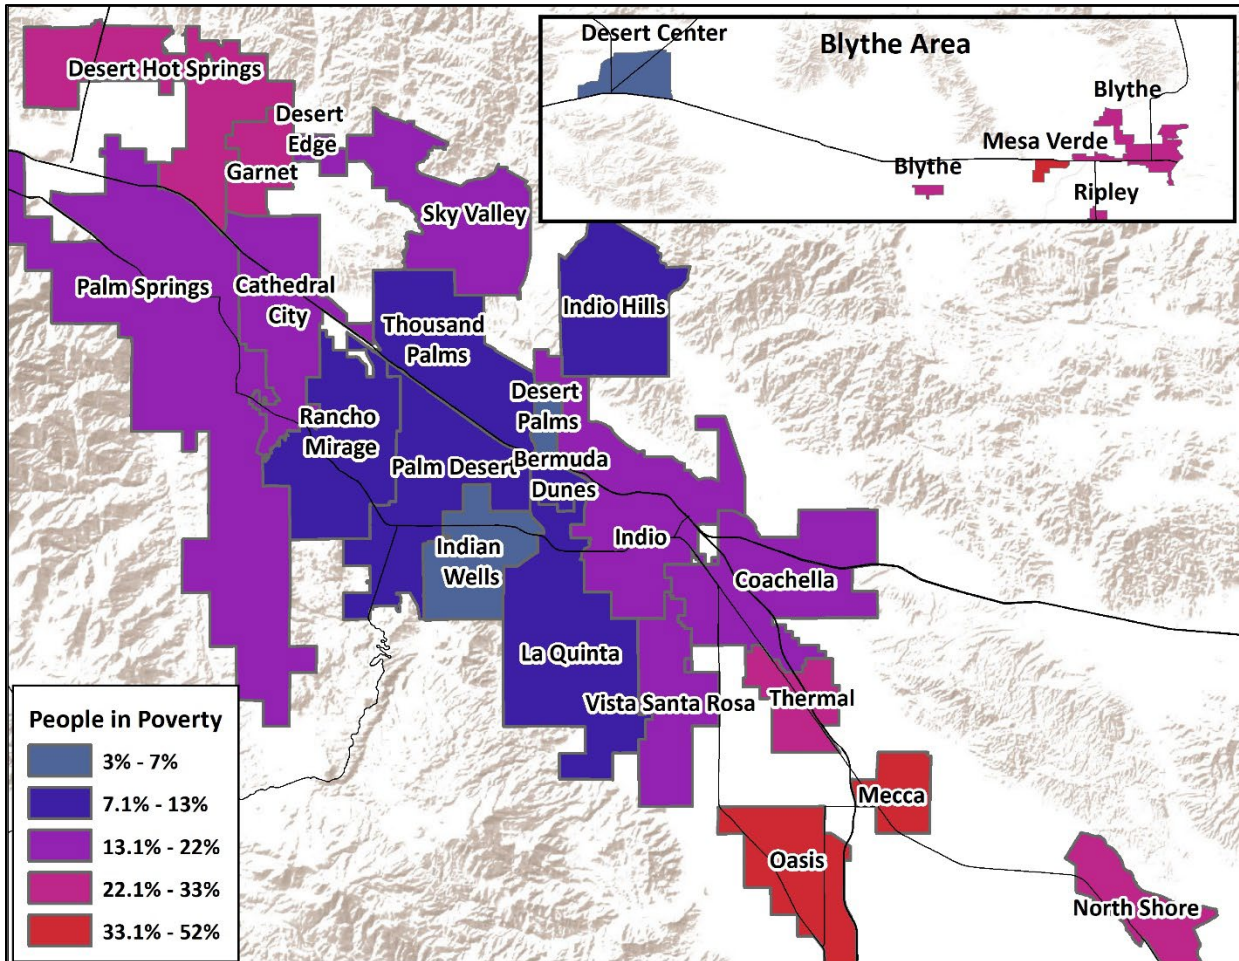 Desert Center
Blythe Area
Blythe
Mesa Verde
Blythe
Ripley
Desert Hot Springs
Desert
Edge
Garnet
Sky Valley
Palm Springs
Cathedral
City
Indio Hills
Thousand
Palms
Desert
Palms
Rancho
Mirage
Palm Desert
Bermuda
Dunes
Indian
Wells
Indio
Coachella
La Quinta
Vista Santa Rosa
Thermal
Mecca
Oasis
North Shore
People in Poverty
3% - 7%
7.1% - 13%
13.1% - 22%
22.1% - 33%
33.1% - 52%